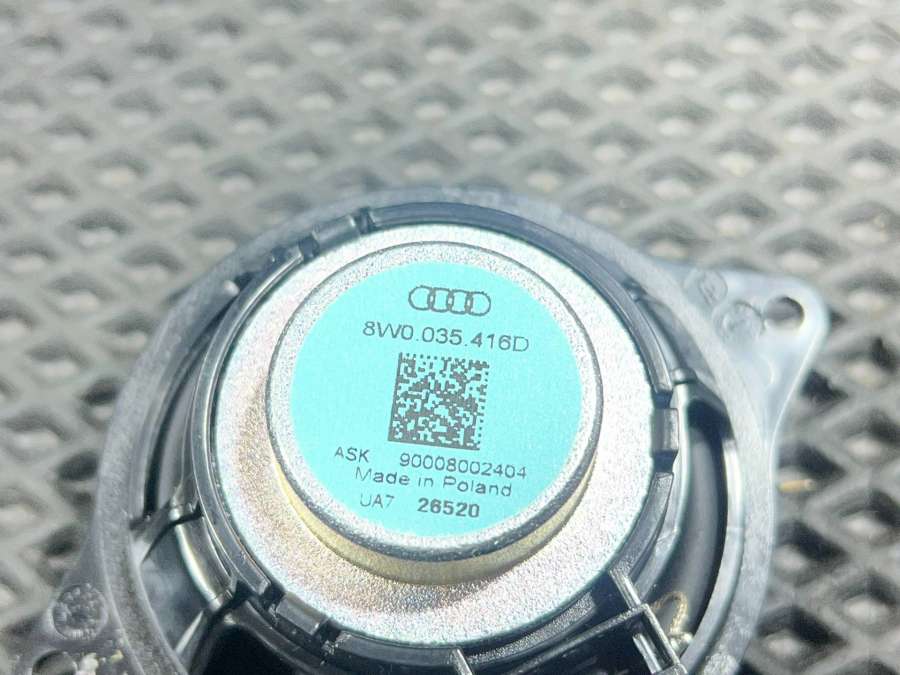 8W0.035.416D
ASK 90008002404
Made in Poland
UA7 26520